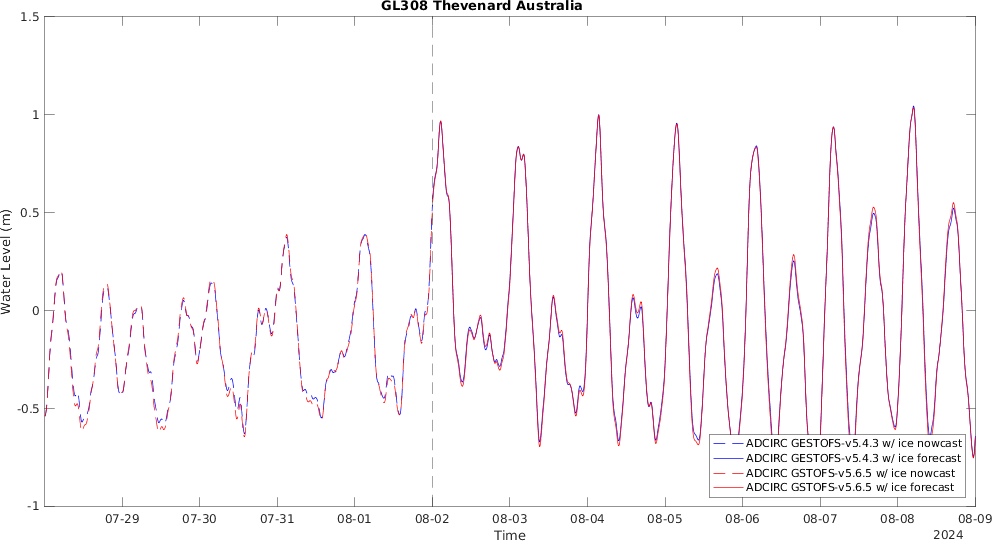 GL308 Thevenard Australia
1.5
1
0.5
0
-0.5
-1
Water Level (m)
07-29 07-30 07-31 08-01 08-02 08-03 08-04 08-05 08-06 08-07 08-08 08-09
Time
2024
ADCIRC GESTOFS-v5.4.3 w/ ice nowcast
ADCIRC GESTOFS-v5.4.3 w/ ice forecast
ADCIRC GSTOFS-v5.6.5 w/ ice nowcast
ADCIRC GSTOFS-v5.6.5 w/ ice forecast